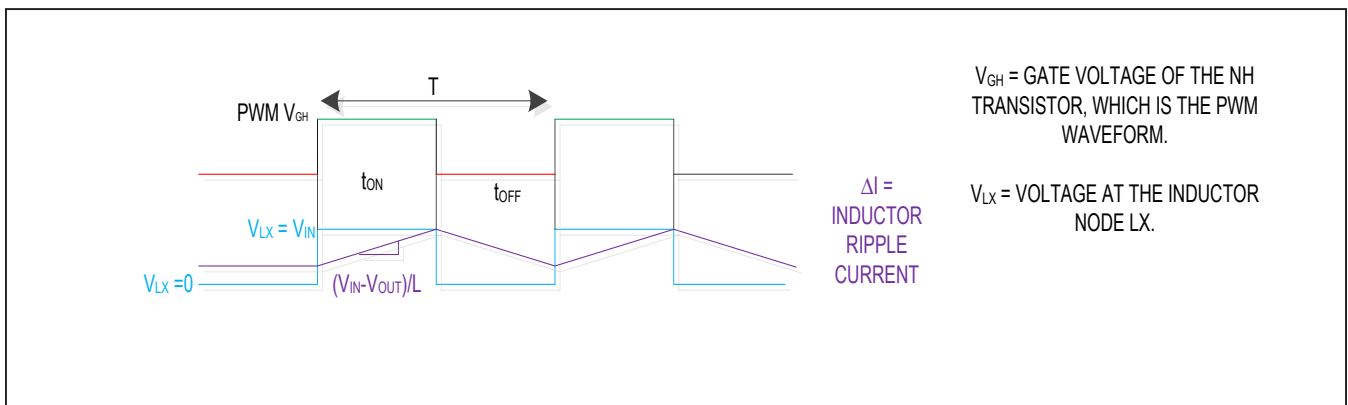 T
PWM VGH
tON
tOFF
VLX = VIN
VLX =0
(VIN-VOUT)/L
ΔI =
INDUCTOR
RIPPLE
CURRENT
VGH = GATE VOLTAGE OF THE NH
TRANSISTOR, WHICH IS THE PWM
WAVEFORM.
VLX = VOLTAGE AT THE INDUCTOR
NODE LX.